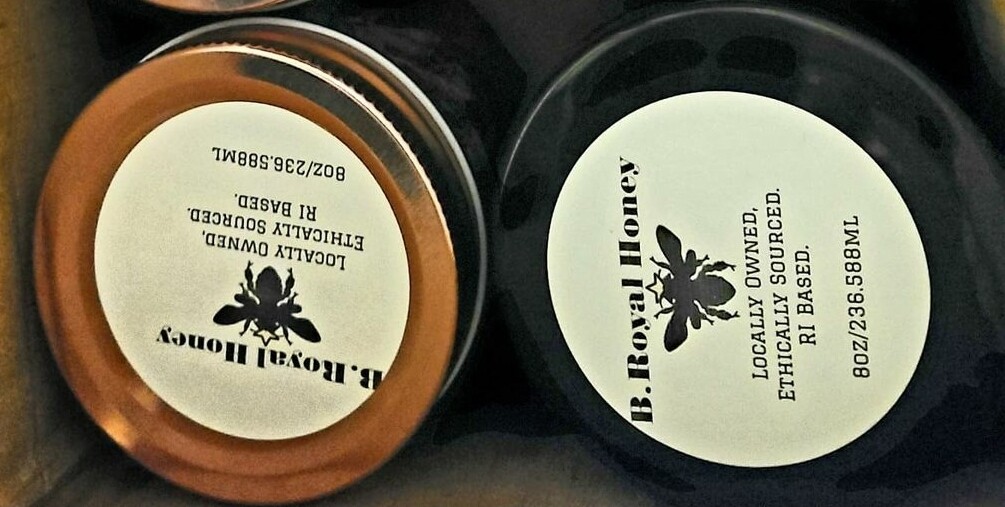 B.Royal Honey
LOCALLY OWNED,
ETHICALLY SOURCED.
RI BASED.
8OZ/236.588ML
B.Royal Honey
LOCALLY OWNED,
ETHICALLY SOURCED.
RI BASED.
8OZ/236.588ML